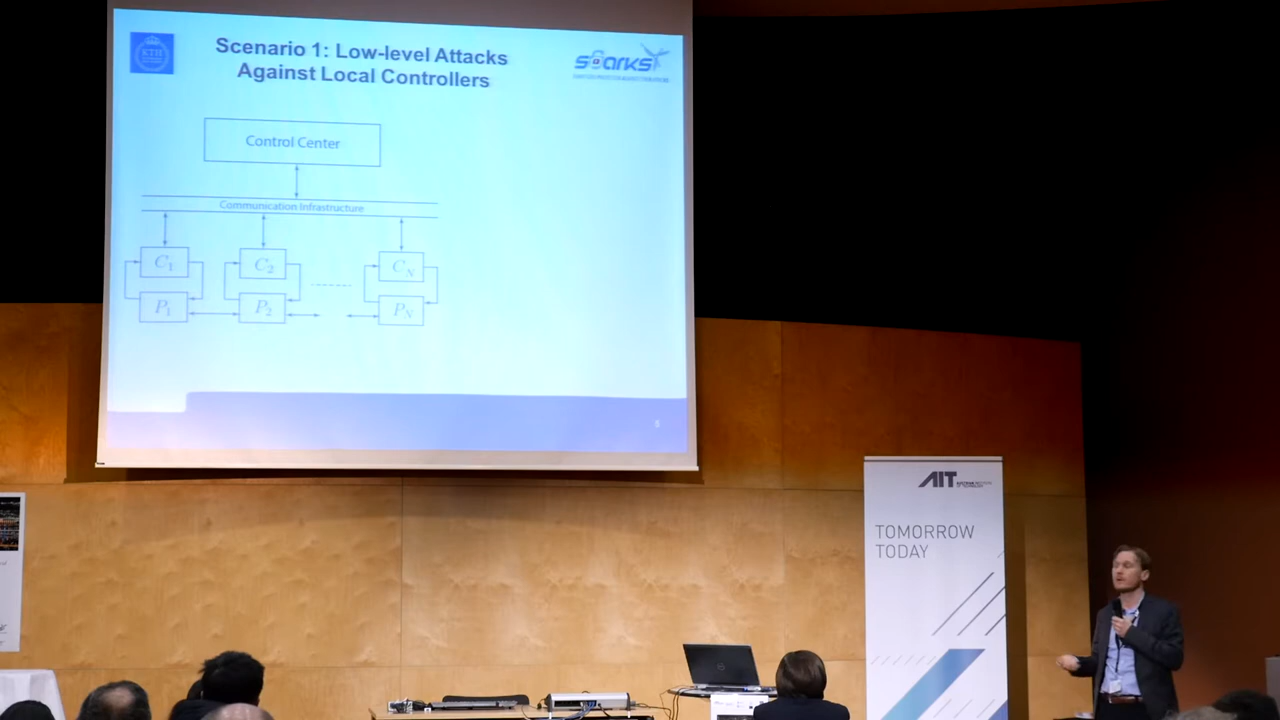 Scenario 1: Low-level Attacks
Against Local Controllers
KTH
SPARKS
Control Center
Communication Infrastructure
C1
C2
CN
P1
P2
PN
AIT
TOMORROW
TODAY